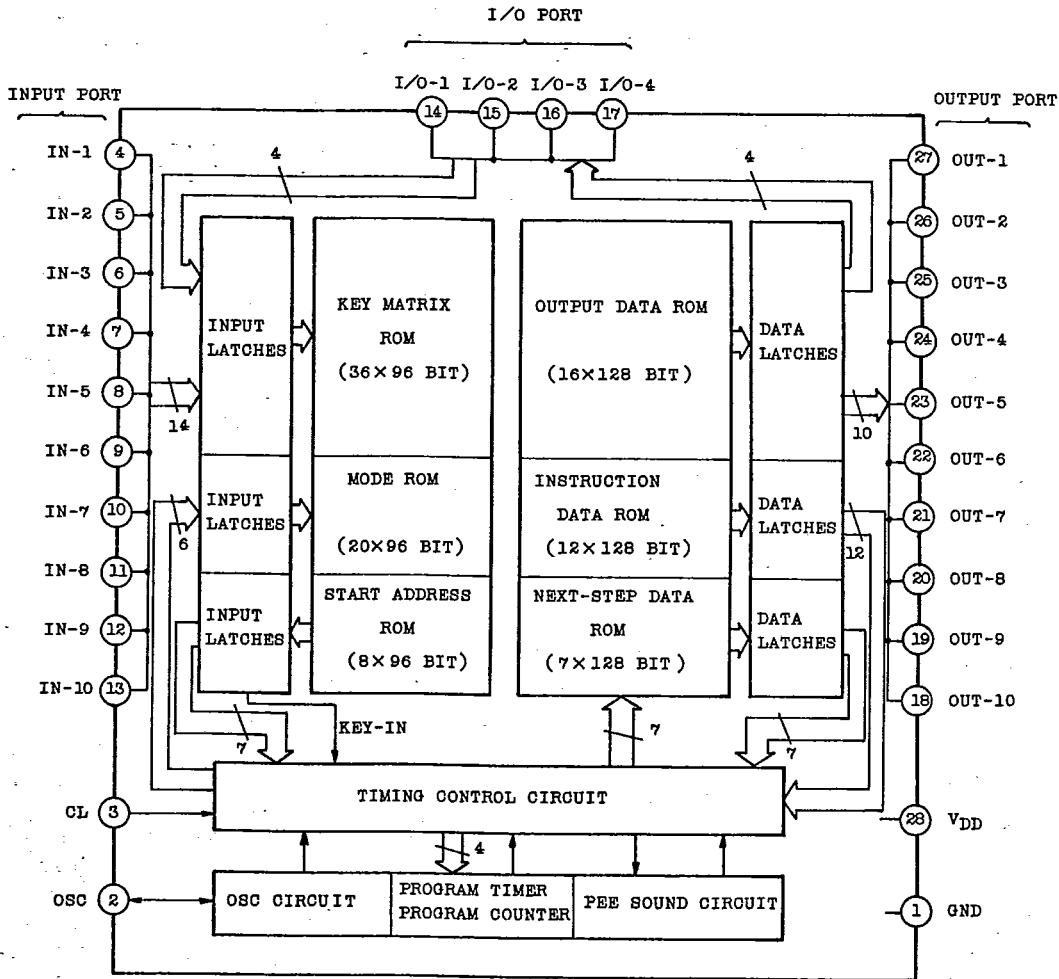 I/O PORT
I/O-1 I/O-2 I/O-3 I/O-4
INPUT PORT
OUTPUT PORT
14 15 16 17
IN-1 4
IN-2 5
IN-3 6
IN-4 7
IN-5 8
IN-6 9
IN-7 10
IN-8 11
IN-9 12
IN-10 13
CL 3
OSC 2
4
4
14
6
INPUT
LATCHES
INPUT
LATCHES
INPUT
LATCHES
KEY MATRIX
ROM
(36×96 BIT)
MODE ROM
(20×96 BIT)
START ADDRESS
ROM
(8×96 BIT)
OUTPUT DATA ROM
(16×128 BIT)
INSTRUCTION
DATA ROM
(12×128 BIT)
NEXT-STEP DATA
ROM
(7×128 BIT)
DATA
LATCHES
DATA
LATCHES
DATA
LATCHES
10
12
27 OUT-1
26 OUT-2
25 OUT-3
24 OUT-4
23 OUT-5
22 OUT-6
21 OUT-7
20 OUT-8
19 OUT-9
18 OUT-10
28 VDD
1 GND
7
KEY-IN
7
7
TIMING CONTROL CIRCUIT
4
OSC CIRCUIT
PROGRAM TIMER
PROGRAM COUNTER
PEE SOUND CIRCUIT